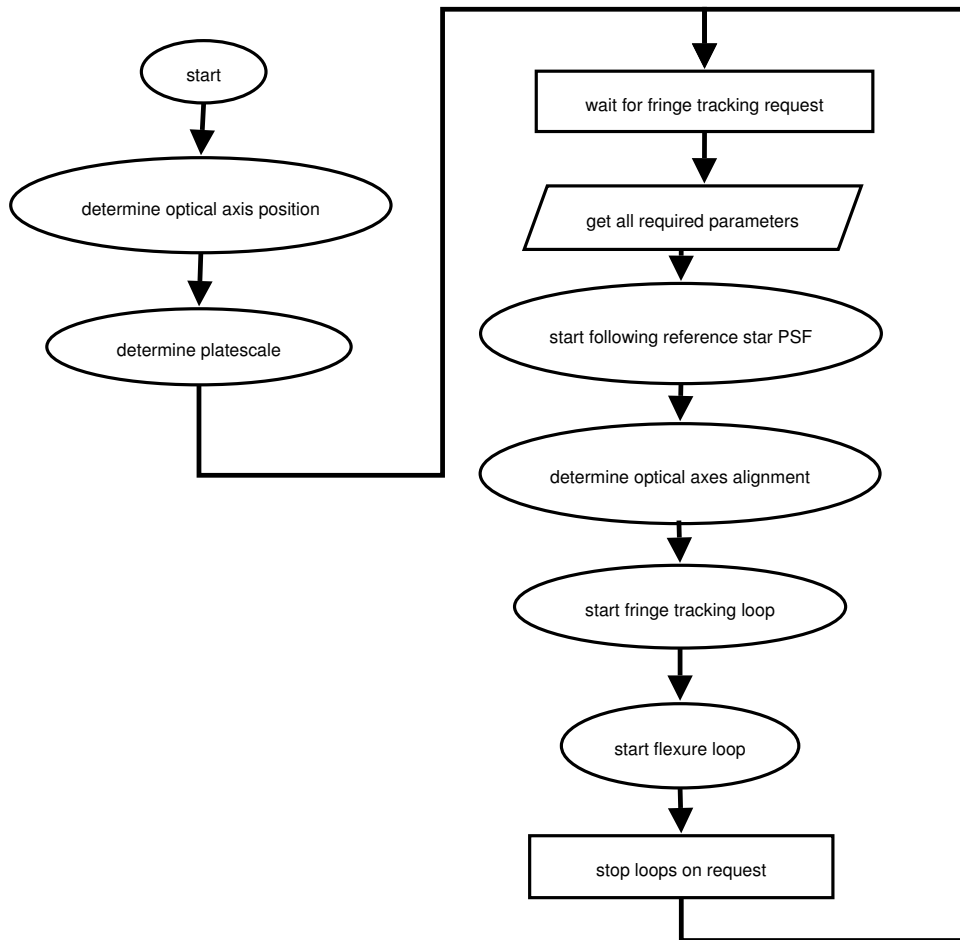 start
determine optical axis position
determine platescale
wait for fringe tracking request
get all required parameters
start following reference star PSF
determine optical axes alignment
start fringe tracking loop
start flexure loop
stop loops on request